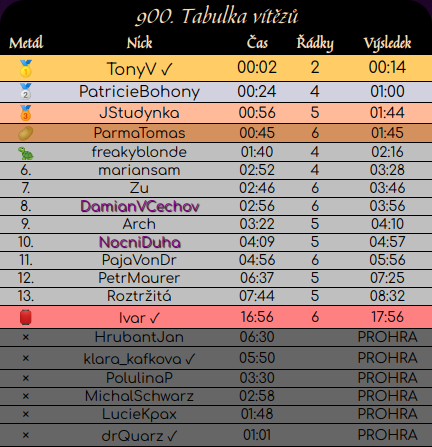 900. Tabulka vítězů
Metál Nick Čas Řádky Výsledek
1 TonyV ✓ 00:02 2 00:14
2 PatricieBohony 00:24 4 01:00
3 JStudynka 00:56 5 01:44
ParmaTomas 00:45 6 01:45
freakyblonde 01:40 4 02:16
6. mariansam 02:52 4 03:28
7. Zu 02:46 6 03:46
8. DamianVCechov 02:56 6 03:56
9. Arch 03:22 5 04:10
10. NocniDuha 04:09 5 04:57
11. PajaVonDr 04:56 6 05:56
12. PetrMaurer 06:37 5 07:25
13. Roztržitá 07:44 5 08:32
Ivar ✓ 16:56 6 17:56
× HrubantJan 06:30 PROHRA
× klara_kafkova ✓ 05:50 PROHRA
× PolulinaP 03:30 PROHRA
× MichalSchwarz 02:58 PROHRA
× LucieKpax 01:48 PROHRA
× drQuarz ✓ 01:01 PROHRA